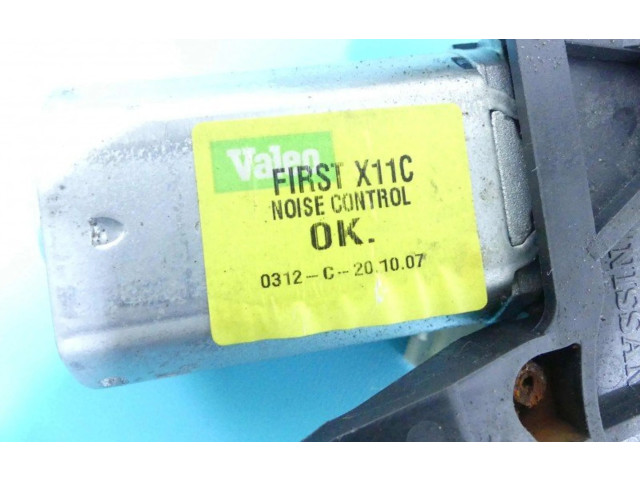 Valeo
FIRST X11C
NOISE CONTROL
OK.
0312-C-20.10.07
NISSAN